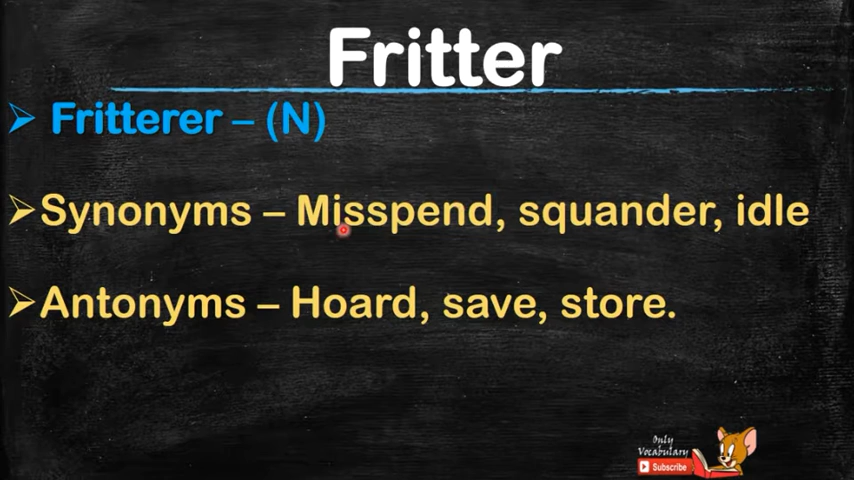 Fritter
Fritterer – (N)
Synonyms – Misspend, squander, idle
Antonyms – Hoard, save, store.
Only
Vocabulary
Subscribe